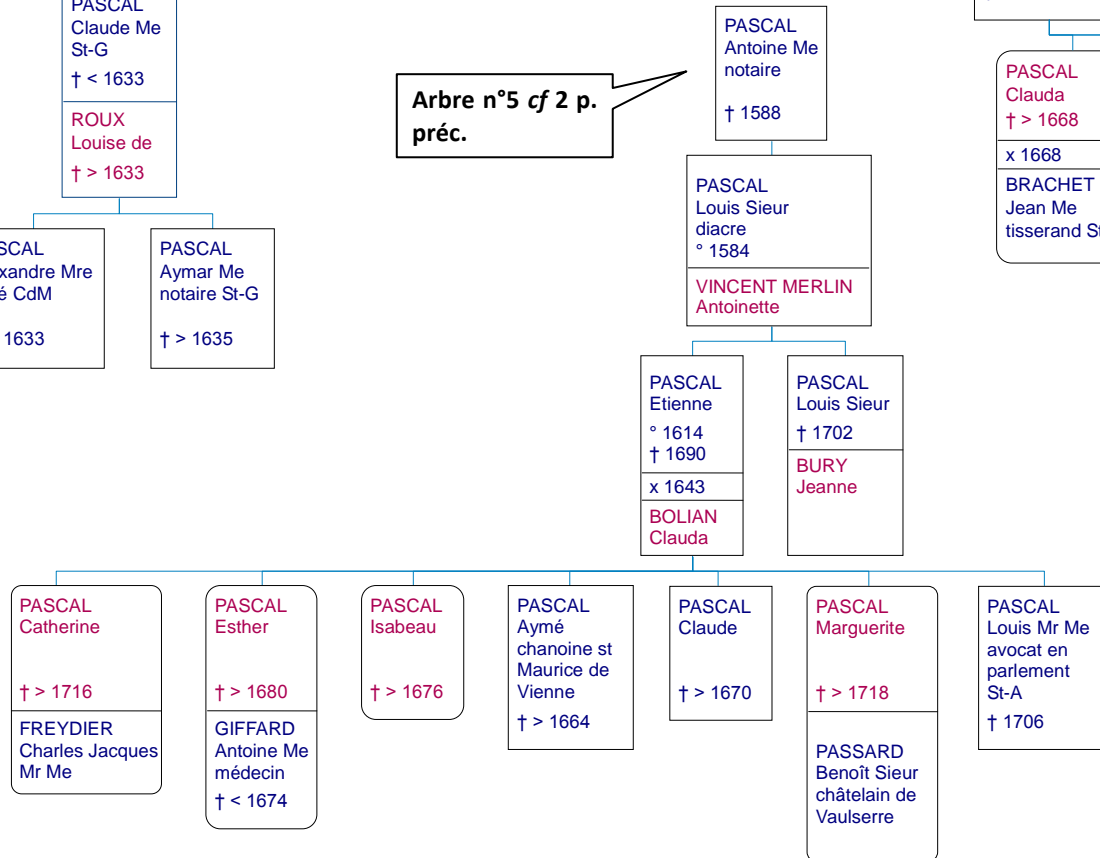 PASCAL
Claude Me
St-G
† < 1633
ROUX
Louise de
† > 1633
PASCAL
Aymar Me
notaire St-G
† > 1635
Mre
CdM
1633
Arbre n°5 cf 2 p.
préc.
PASCAL
Antoine Me
notaire
† 1588
PASCAL
Louis Sieur
diacre
° 1584
VINCENT MERLIN
Antoinette
PASCAL
Clauda
† > 1668
x 1668
BRACHET
Jean Me
tisserand
PASCAL
Etienne
° 1614
† 1690
x 1643
BOLIAN
Clauda
PASCAL
Louis Sieur
† 1702
BURY
Jeanne
PASCAL
Catherine
† > 1716
FREYDIER
Charles Jacques
Mr Me
PASCAL
Esther
† > 1680
GIFFARD
Antoine Me
médecin
† < 1674
PASCAL
Isabeau
† > 1676
PASCAL
Aymé
chanoine st
Maurice de
Vienne
† > 1664
PASCAL
Claude
† > 1670
PASCAL
Marguerite
† > 1718
PASSARD
Benoît Sieur
châtelain de
Vaulserre
PASCAL
Louis Mr Me
avocat en
parlement
St-A
† 1706